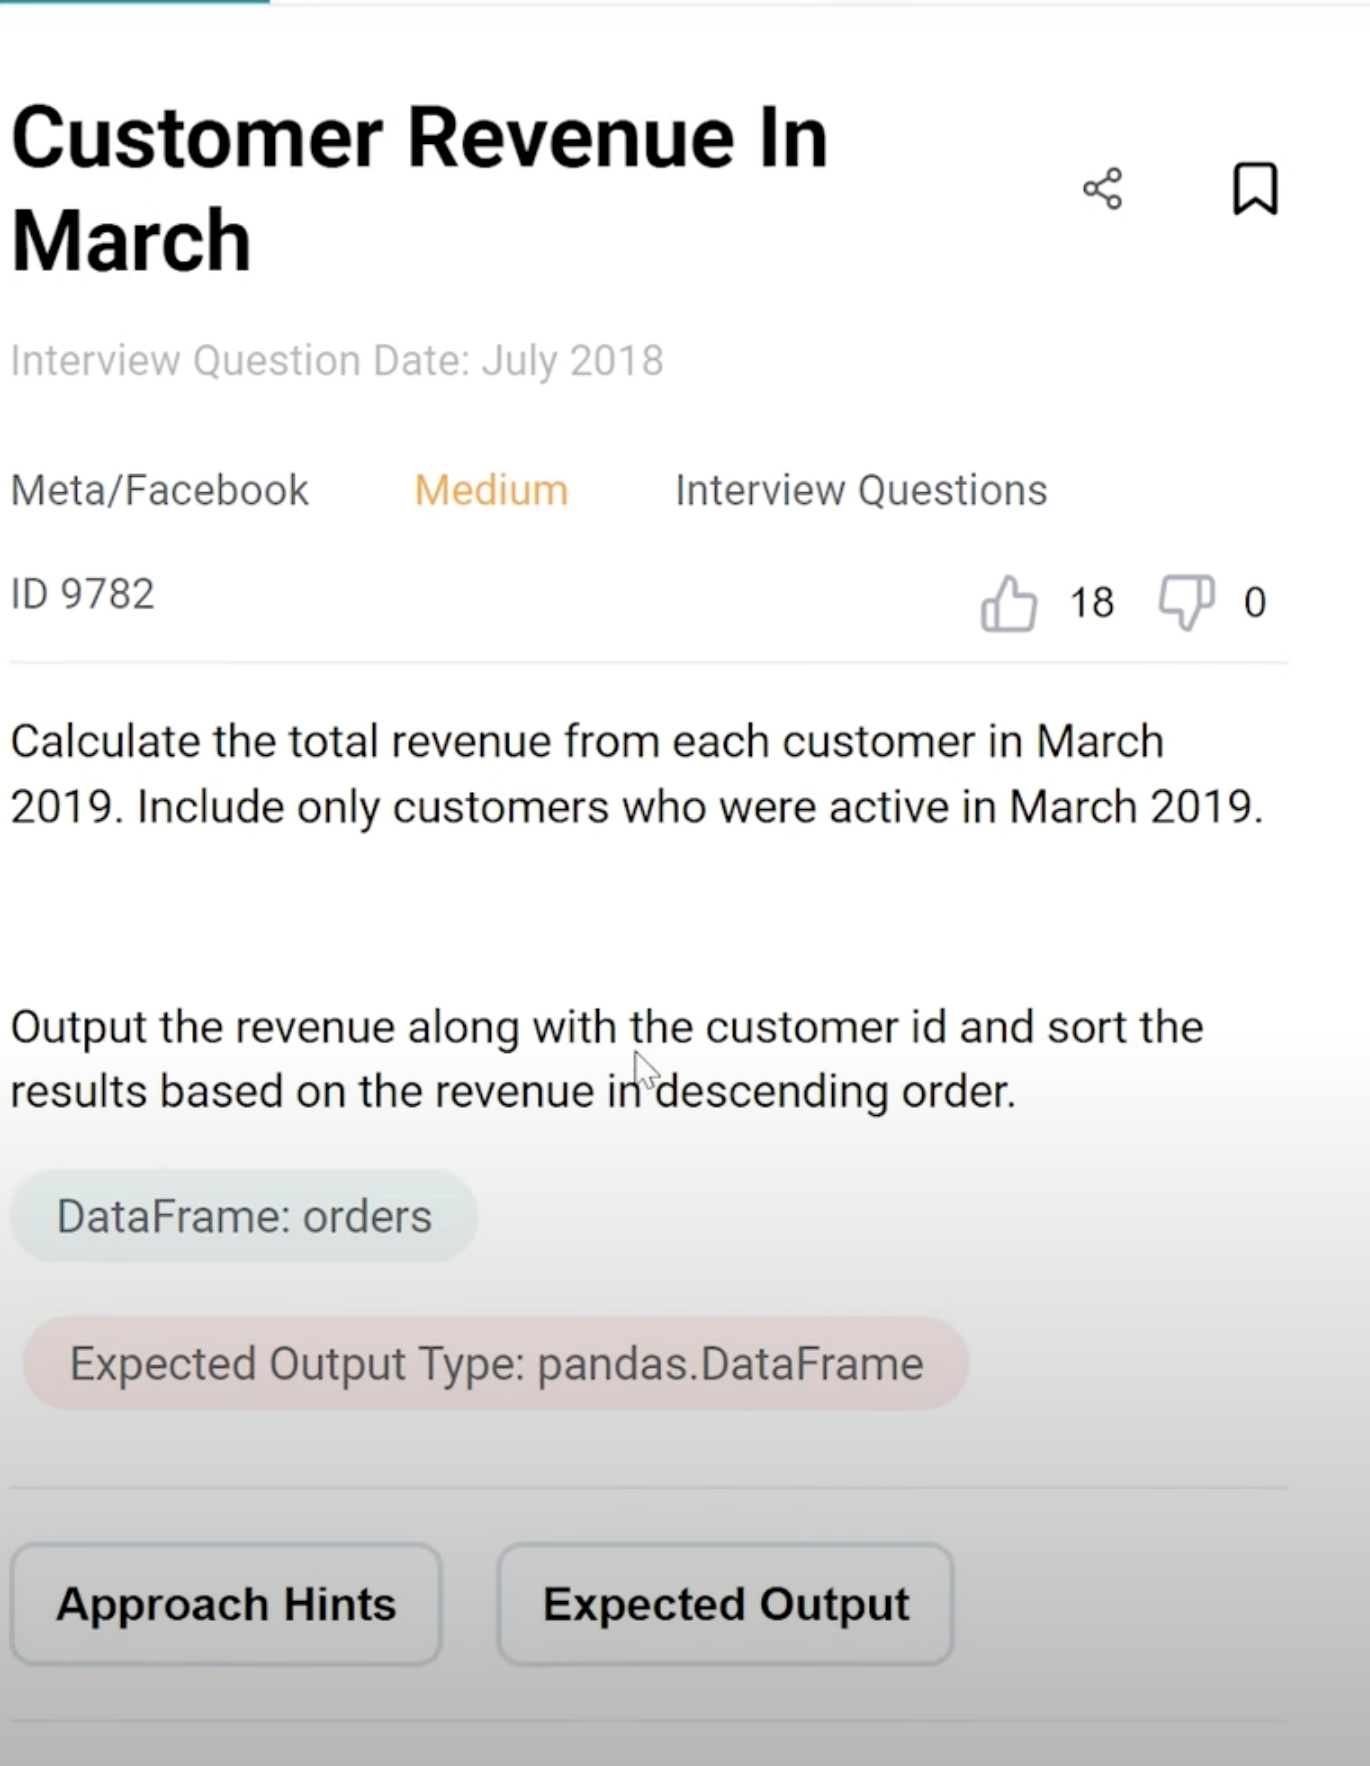 Customer Revenue In
March
Interview Question Date: July 2018
Meta/Facebook Medium Interview Questions
ID 9782 18 0
Calculate the total revenue from each customer in March
2019. Include only customers who were active in March 2019.
Output the revenue along with the customer id and sort the
results based on the revenue in descending order.
DataFrame: orders
Expected Output Type: pandas.DataFrame
Approach Hints Expected Output